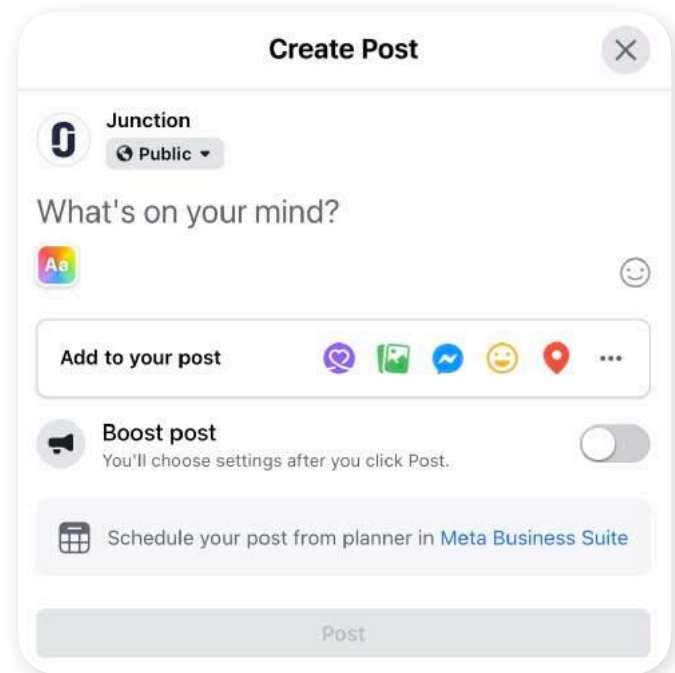 Create Post
Junction
Public
What's on your mind?
Aa
Add to your post
Boost post
You'll choose settings after you click Post.
Schedule your post from planner in Meta Business Suite
Post